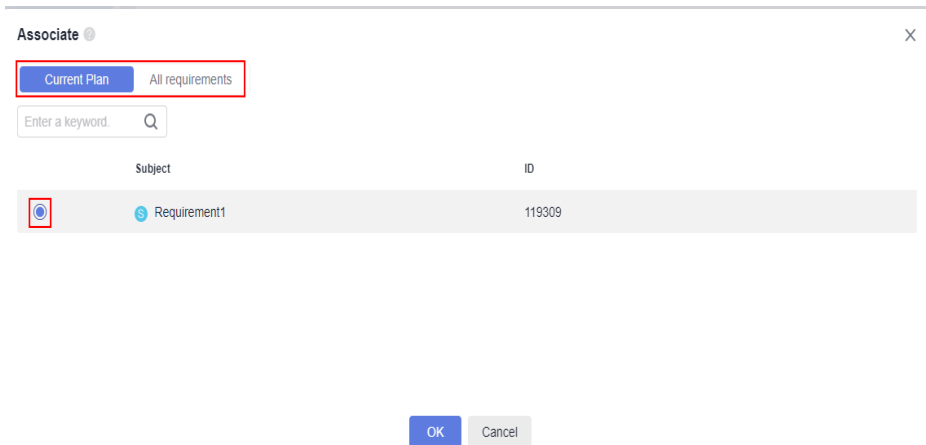 Associate ?
Current Plan All requirements
Enter a keyword.
Subject ID
S Requirement1 119309
OK Cancel